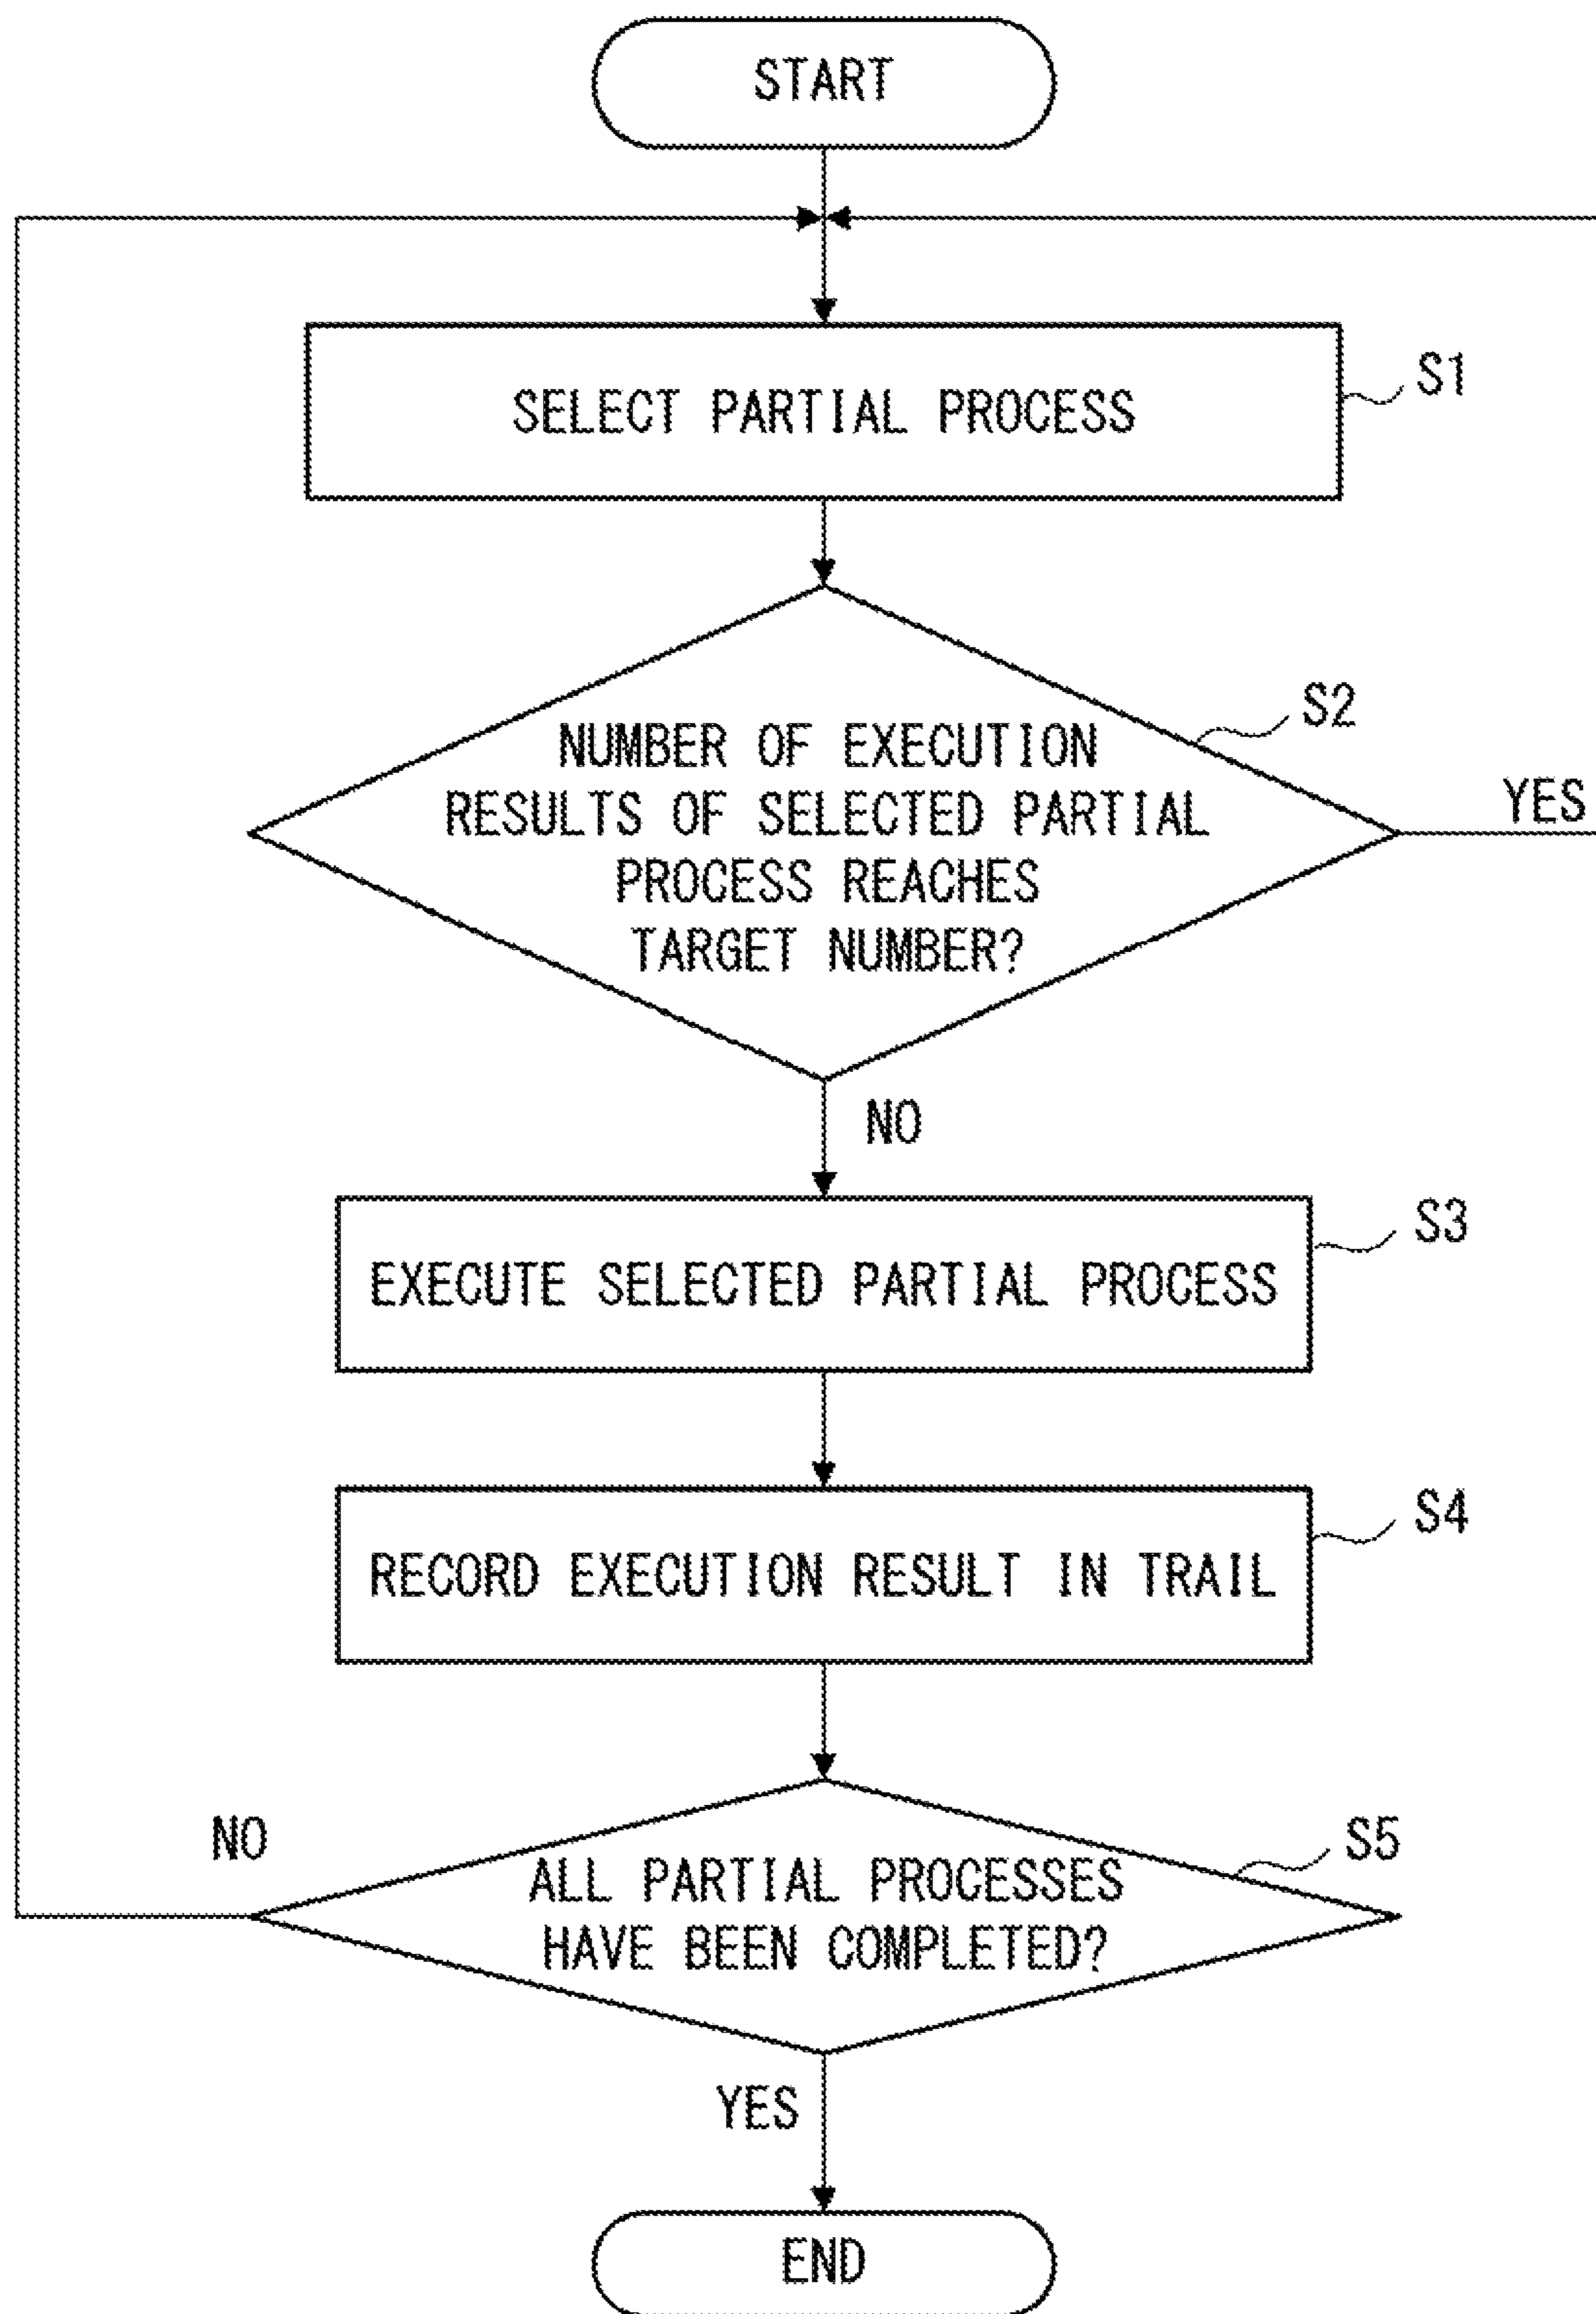 START
SELECT PARTIAL PROCESS
S1
S2
NUMBER OF EXECUTION
RESULTS OF SELECTED PARTIAL
PROCESS REACHES
TARGET NUMBER?
YES
NO
EXECUTE SELECTED PARTIAL PROCESS
S3
RECORD EXECUTION RESULT IN TRAIL
S4
NO
S5
ALL PARTIAL PROCESSES
HAVE BEEN COMPLETED?
YES
END